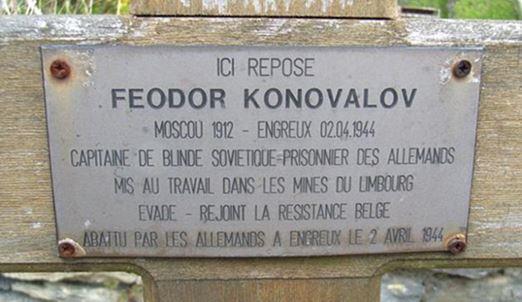 ICI REPOSE
FEODOR KONOVALOV
MOSCOU 1912 - ENGREUX 02.04.1944
CAPITAINE DE BLINDE SOVIETIQUE=PRISONNIER DES ALLEMANDS
MIS AU TRAVAIL DANS LES MINES DU LIMBOURG
EVADE - REJOINT LA RESISTANCE BELGE
ABATTU PAR LES ALLEMANDS A ENGREUX LE 2 AVRIL 1944